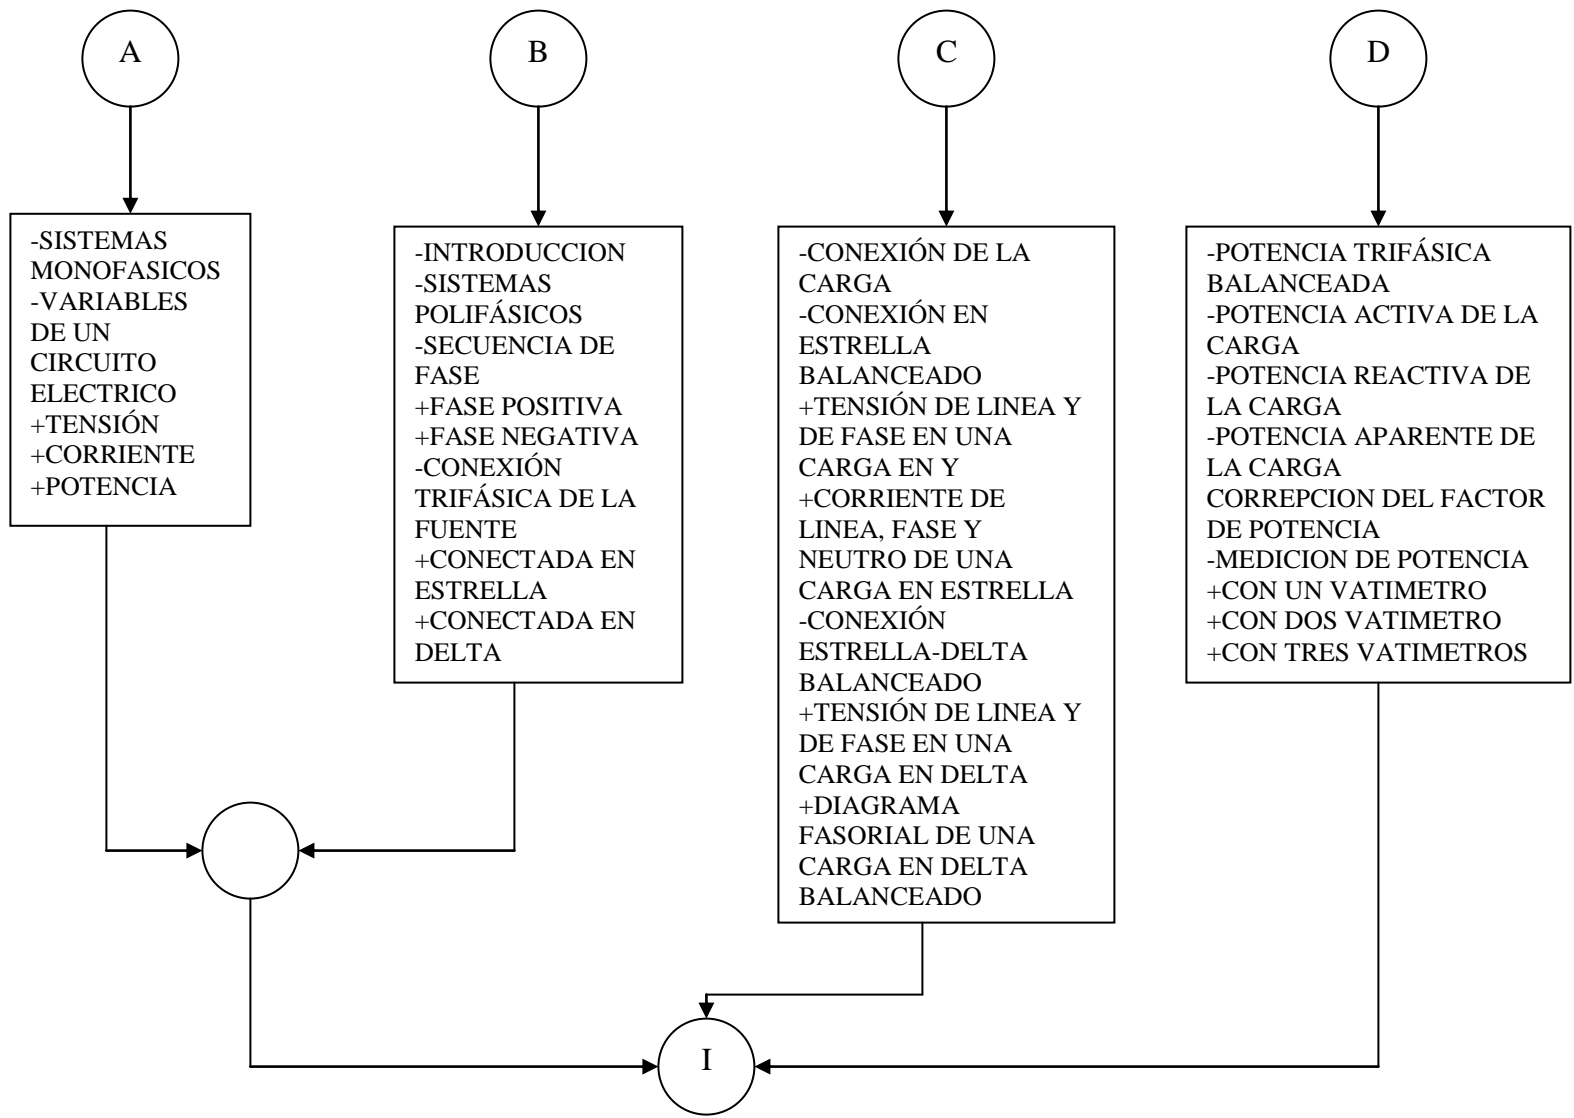 A
-SISTEMAS
MONOFASICOS
-VARIABLES
DE UN
CIRCUITO
ELECTRICO
+TENSIÓN
+CORRIENTE
+POTENCIA
B
-INTRODUCCION
-SISTEMAS
POLIFÁSICOS
-SECUENCIA DE
FASE
+FASE POSITIVA
+FASE NEGATIVA
-CONEXIÓN
TRIFÁSICA DE LA
FUENTE
+CONECTADA EN
ESTRELLA
+CONECTADA EN
DELTA
C
-CONEXIÓN DE LA
CARGA
-CONEXIÓN EN
ESTRELLA
BALANCEADO
+TENSIÓN DE LINEA Y
DE FASE EN UNA
CARGA EN Y
+CORRIENTE DE
LINEA, FASE Y
NEUTRO DE UNA
CARGA EN ESTRELLA
-CONEXIÓN
ESTRELLA-DELTA
BALANCEADO
+TENSIÓN DE LINEA Y
DE FASE EN UNA
CARGA EN DELTA
+DIAGRAMA
FASORIAL DE UNA
CARGA EN DELTA
BALANCEADO
D
-POTENCIA TRIFÁSICA
BALANCEADA
-POTENCIA ACTIVA DE LA
CARGA
-POTENCIA REACTIVA DE
LA CARGA
-POTENCIA APARENTE DE
LA CARGA
CORREPCION DEL FACTOR
DE POTENCIA
-MEDICION DE POTENCIA
+CON UN VATIMETRO
+CON DOS VATIMETRO
+CON TRES VATIMETROS
I